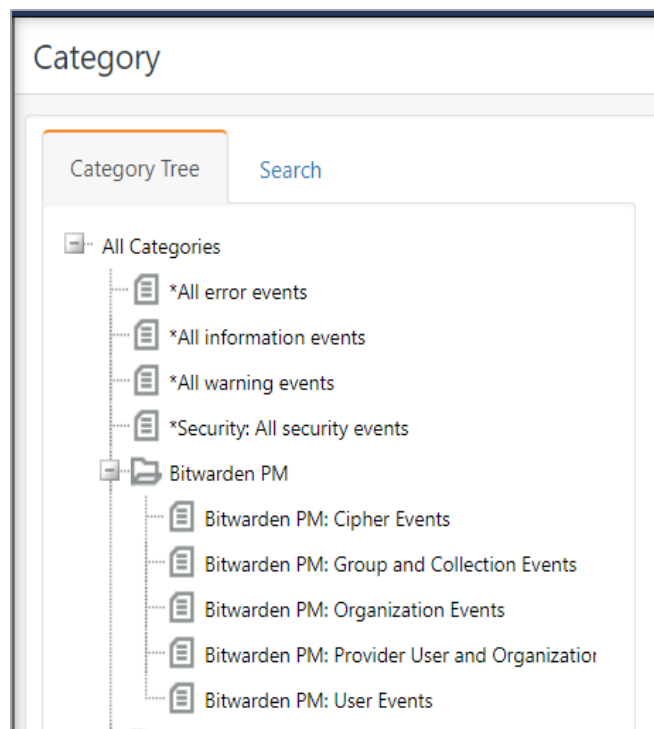 Category
Category Tree
Search
All Categories
*All error events
*All information events
*All warning events
*Security: All security events
Bitwarden PM
Bitwarden PM: Cipher Events
Bitwarden PM: Group and Collection Events
Bitwarden PM: Organization Events
Bitwarden PM: Provider User and Organization
Bitwarden PM: User Events